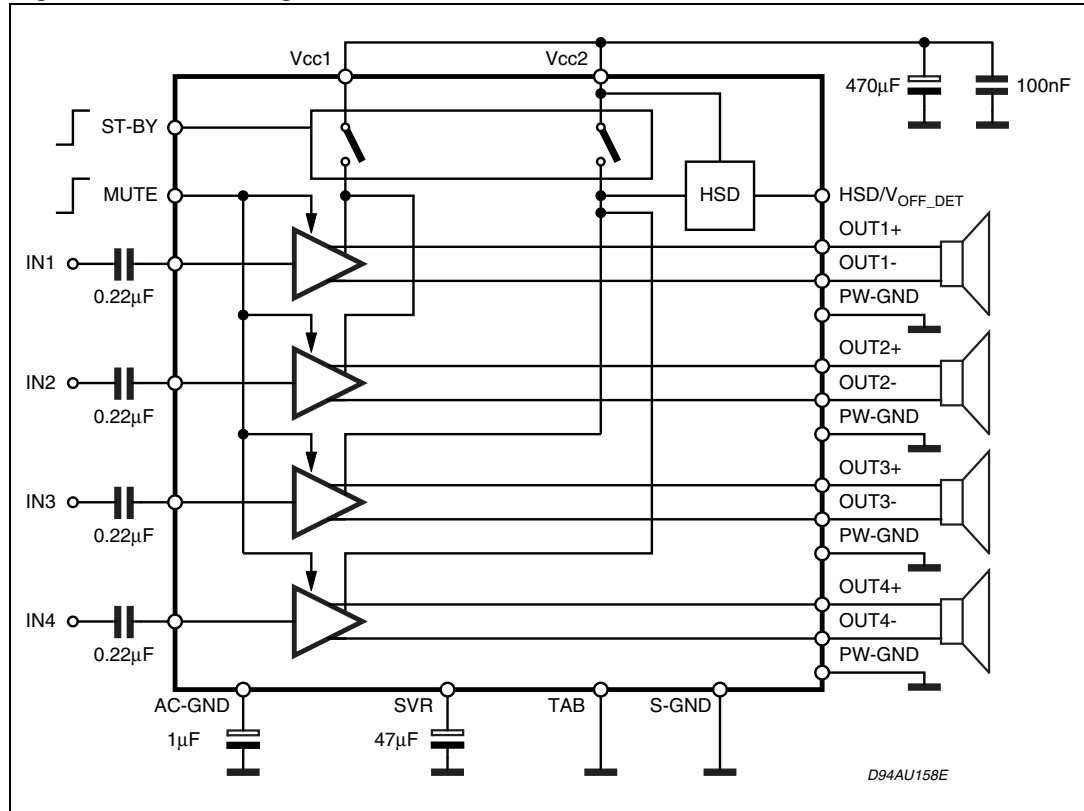 Vcc1
Vcc2
470μF
100nF
ST-BY
MUTE
HSD
HSD/VOFF_DET
OUT1+
OUT1-
PW-GND
IN1
0.22μF
OUT2+
OUT2-
PW-GND
IN2
0.22μF
OUT3+
OUT3-
PW-GND
IN3
0.22μF
OUT4+
OUT4-
PW-GND
IN4
0.22μF
AC-GND
SVR
TAB
S-GND
1μF
47μF
D94AU158E